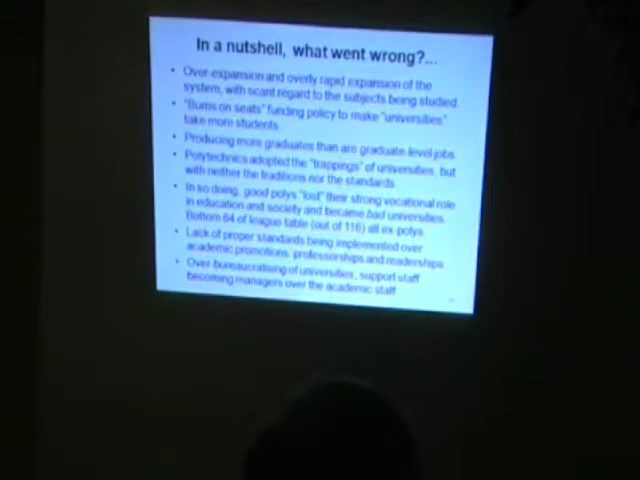 In a nutshell, what went wrong?...
• Over-expansion and overly rapid expansion of the
system, with scant regard to the subjects being studied.
• "Bums on seats" funding policy to make "universities"
take more students
• Producing more graduates than are graduate-level jobs
• Polytechnics adopted the "trappings" of universities, but
with neither the traditions nor the standards
• In so doing, good polys "lost" their strong vocational role
in education and society and became bad universities
Bottom 64 of league table (out of 116) all ex-polys
• Lack of proper standards being implemented over
academic promotions: professorships and readerships
• Over-bureaucratising of universities, support staff
becoming managers over the academic staff